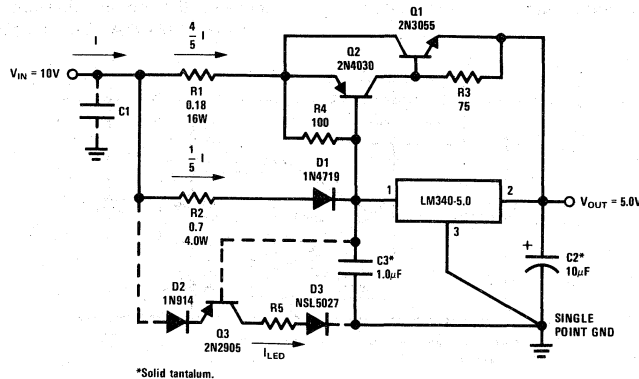 Q1
2N3055
I
4/5 I
Q2
2N4030
V_IN = 10V
C1
R1
0.18
16W
R3
75
R4
100
1/5 I
D1
1N4719
1
LM340-5.0
2
V_OUT = 5.0V
R2
0.7
4.0W
3
C3*
1.0μF
+
C2*
10μF
D2
1N914
R5
D3
NSL5027
Q3
2N2905
I_LED
SINGLE
POINT GND
*Solid tantalum.